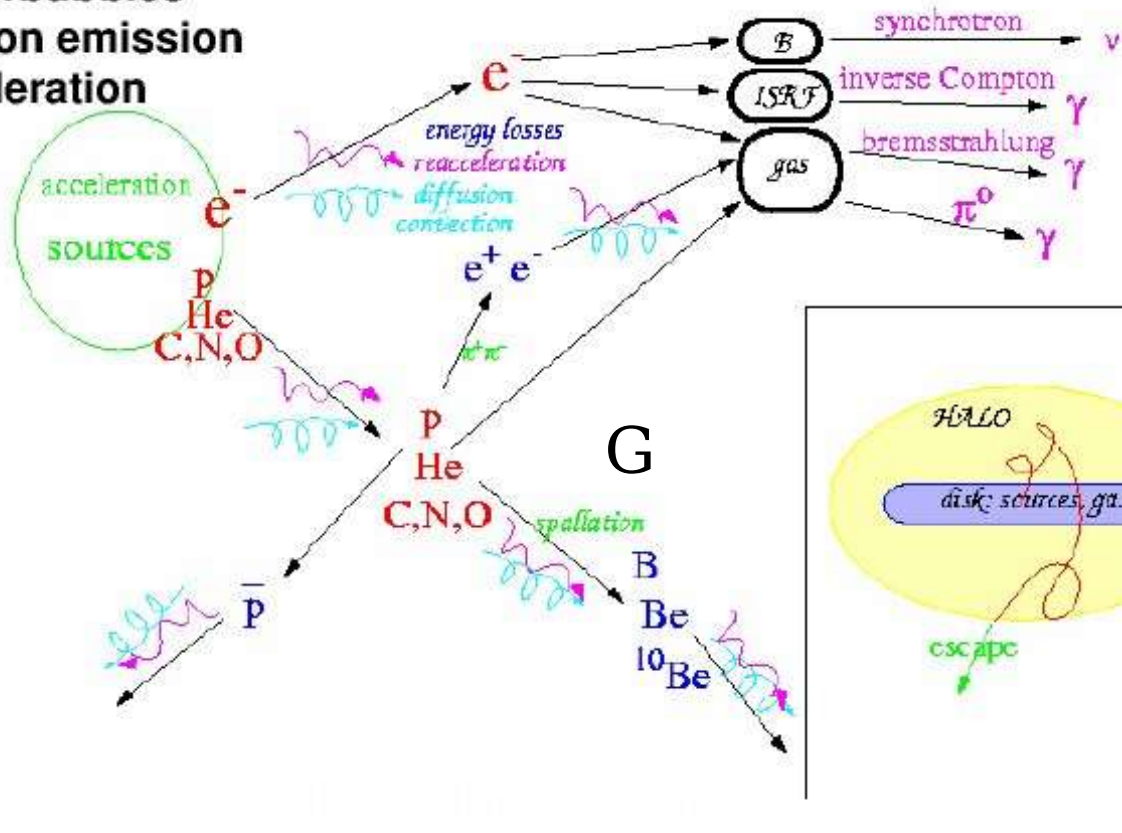 on emission
leration
synchrotron
B
ν
e⁻
inverse Compton
ISRF
γ
energy losses
bremsstrahlung
reacceleration
gas
γ
acceleration
e⁻
diffusion
convection
π⁰
γ
sources
e⁺ e⁻
p
He
C,N,O
π⁺π⁻
HALO
p
G
He
disk: sources, ga
C,N,O
spallation
B
p̄
Be
escape
¹⁰Be